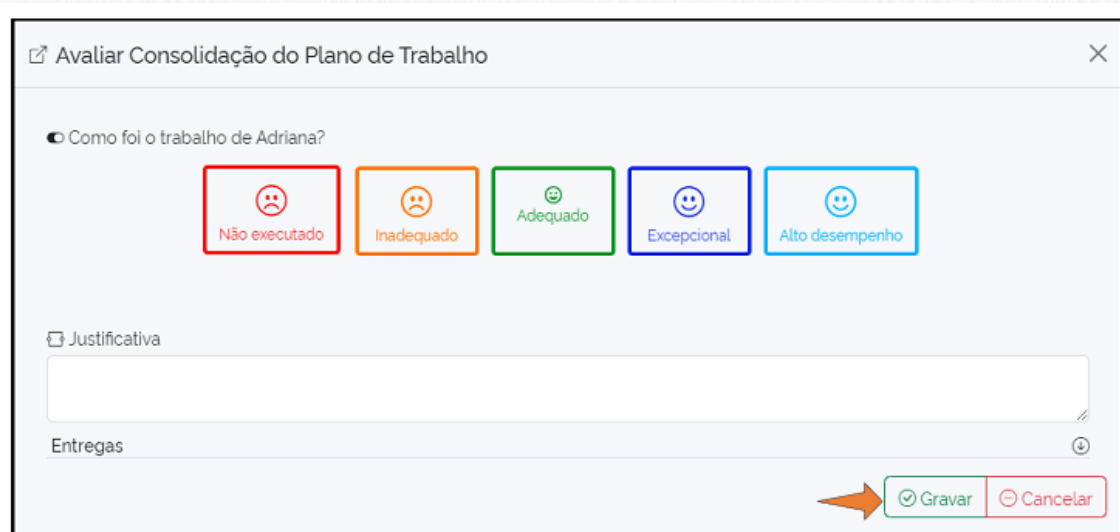 Avaliar Consolidação do Plano de Trabalho
Como foi o trabalho de Adriana?
Não executado
Inadequado
Adequado
Excepcional
Alto desempenho
Justificativa
Entregas
Gravar
Cancelar